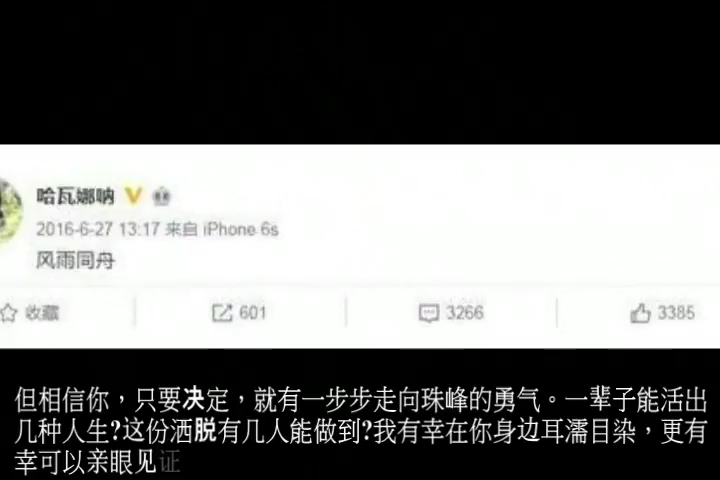 哈瓦娜呐
2016-6-27 13:17 来自 iPhone 6s
风雨同舟
收藏 601 3266 3385
但相信你，只要决定，就有一步步走向珠峰的勇气。一辈子能活出
几种人生?这份洒脱有几人能做到?我有幸在你身边耳濡目染，更有
幸可以亲眼见证